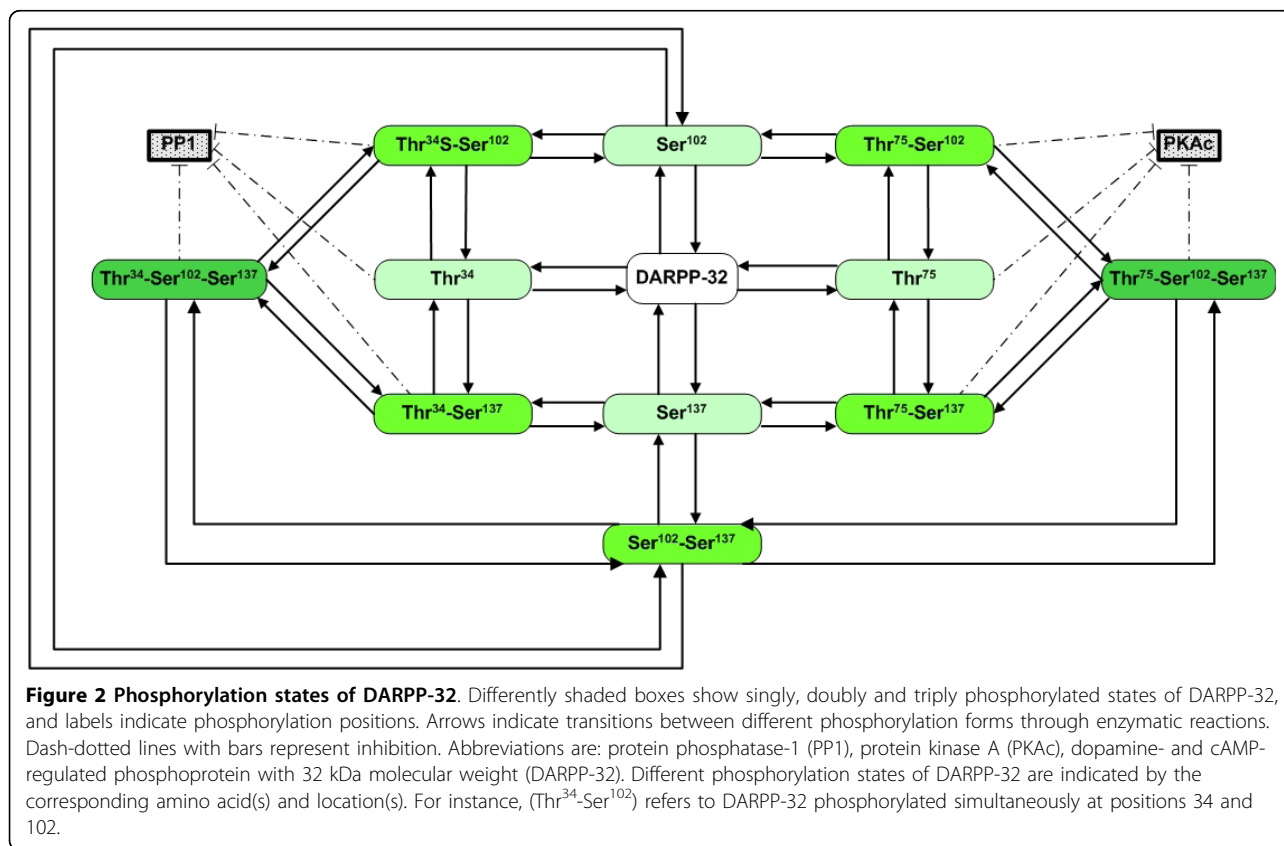 Thr³⁴S-Ser¹⁰²
Ser¹⁰²
Thr⁷⁵-Ser¹⁰²
PP1
PKAc
Thr³⁴-Ser¹⁰²-Ser¹³⁷
Thr³⁴
DARPP-32
Thr⁷⁵
Thr⁷⁵-Ser¹⁰²-Ser¹³⁷
Thr³⁴-Ser¹³⁷
Ser¹³⁷
Thr⁷⁵-Ser¹³⁷
Ser¹⁰²-Ser¹³⁷
Figure 2 Phosphorylation states of DARPP-32. Differently shaded boxes show singly, doubly and triply phosphorylated states of DARPP-32,
and labels indicate phosphorylation positions. Arrows indicate transitions between different phosphorylation forms through enzymatic reactions.
Dash-dotted lines with bars represent inhibition. Abbreviations are: protein phosphatase-1 (PP1), protein kinase A (PKAc), dopamine- and cAMP-
regulated phosphoprotein with 32 kDa molecular weight (DARPP-32). Different phosphorylation states of DARPP-32 are indicated by the
corresponding amino acid(s) and location(s). For instance, (Thr³⁴-Ser¹⁰²) refers to DARPP-32 phosphorylated simultaneously at positions 34 and
102.